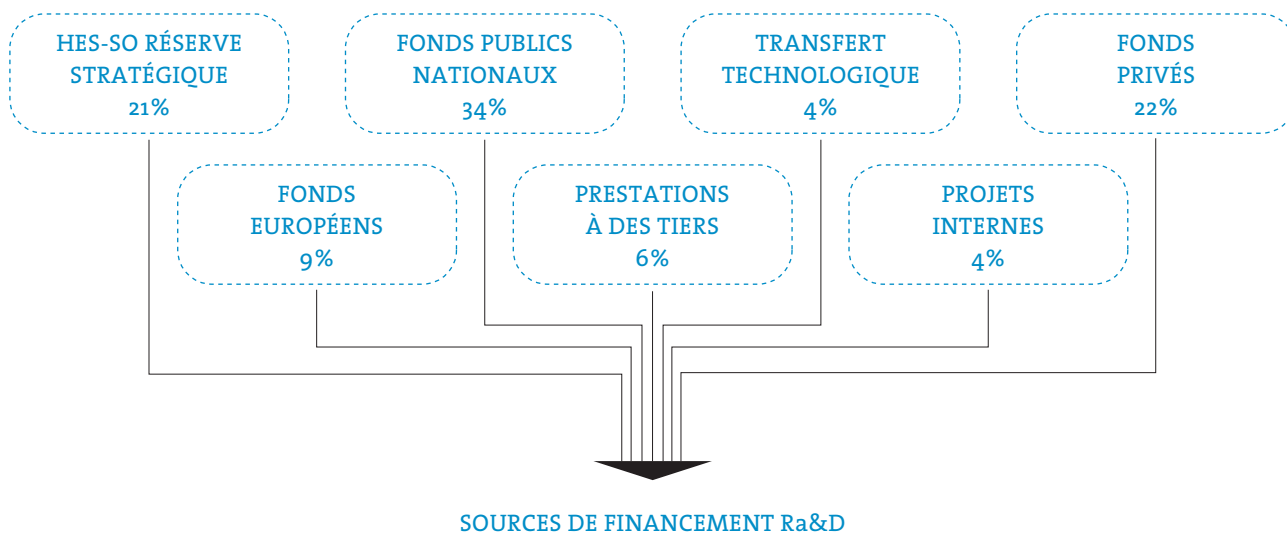 HES-SO RÉSERVE
STRATÉGIQUE
21%
FONDS PUBLICS
NATIONAUX
34%
TRANSFERT
TECHNOLOGIQUE
4%
FONDS
PRIVÉS
22%
FONDS
EUROPÉENS
9%
PRESTATIONS
À DES TIERS
6%
PROJETS
INTERNES
4%
SOURCES DE FINANCEMENT Ra&D